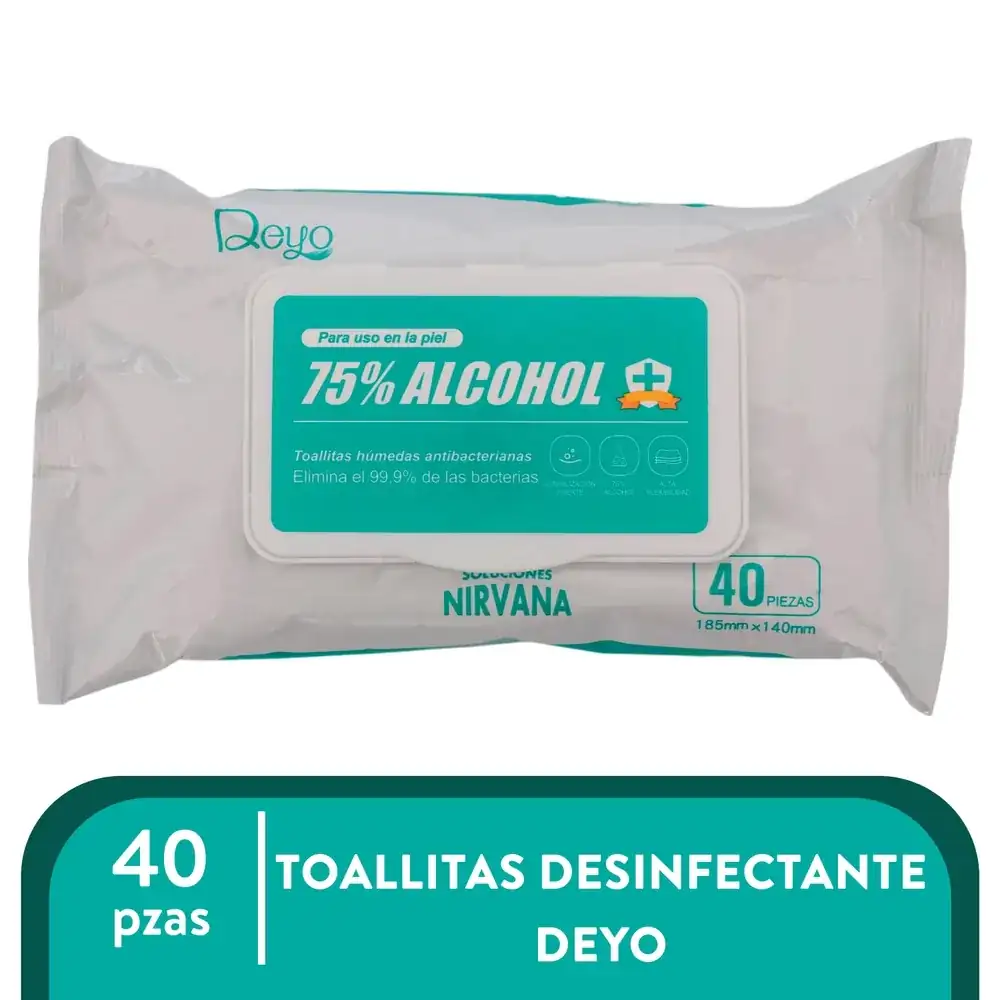 Deyo
Para uso en la piel
75% ALCOHOL
Toallitas húmedas antibacterianas
Elimina el 99.9% de las bacterias
ALCOHOL
SOLUCIONES
NIRVANA
40 PIEZAS
185mm x 140mm
40
pzas
TOALLITAS DESINFECTANTE
DEYO